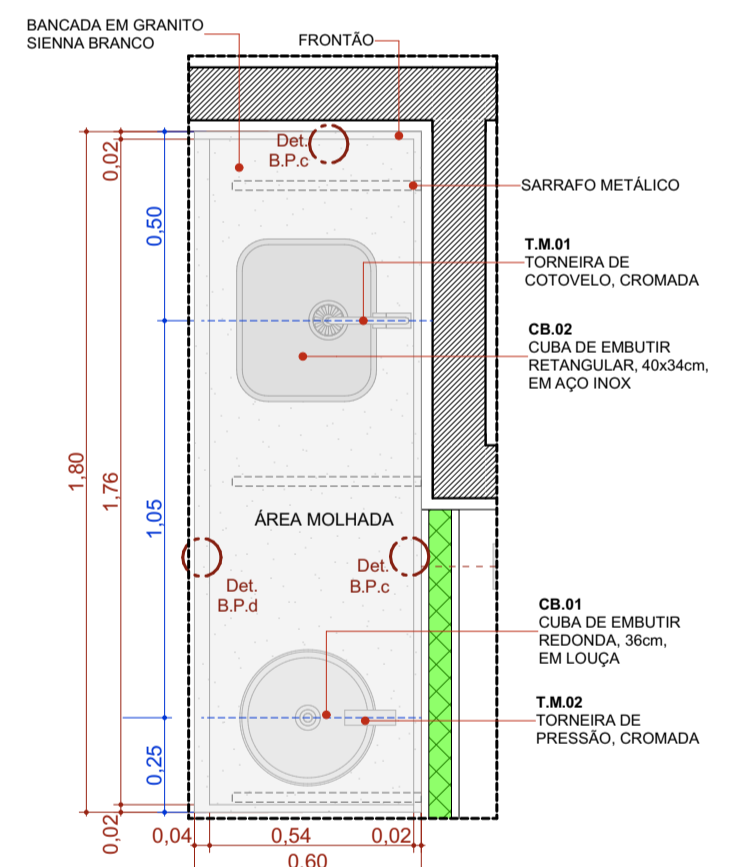 BANCADA EM GRANITO
SIENNA BRANCO
FRONTÃO
Det.
B.P.c
0,02
0,50
SARRAFO METÁLICO
T.M.01
TORNEIRA DE
COTOVELO, CROMADA
CB.02
CUBA DE EMBUTIR
RETANGULAR, 40x34cm,
EM AÇO INOX
1,80
1,76
1,05
ÁREA MOLHADA
Det.
B.P.c
Det.
B.P.d
CB.01
CUBA DE EMBUTIR
REDONDA, 36cm,
EM LOUÇA
T.M.02
TORNEIRA DE
PRESSÃO, CROMADA
0,25
0,02
0,04
0,54
0,02
0,60